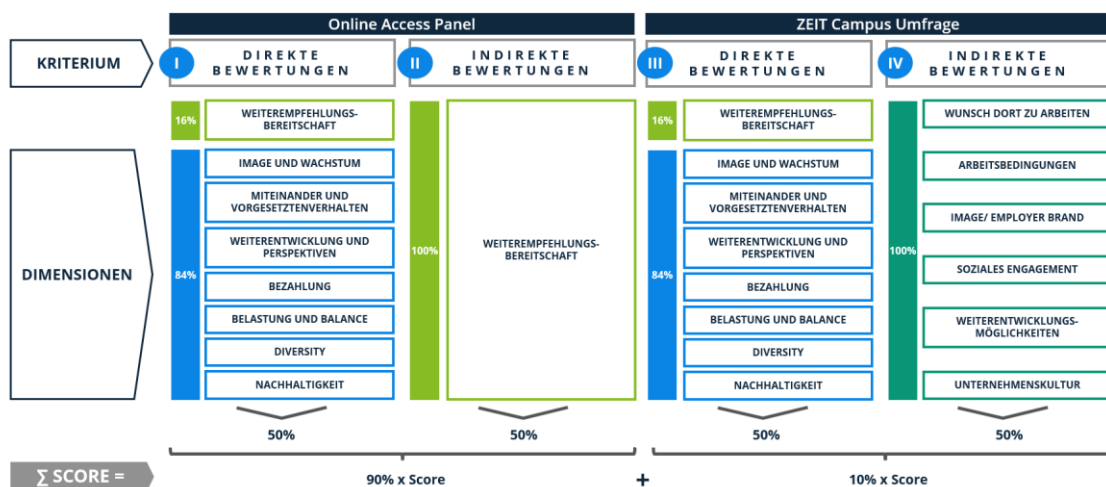 Online Access Panel
ZEIT Campus Umfrage
KRITERIUM
I
DIREKTE
BEWERTUNGEN
II
INDIREKTE
BEWERTUNGEN
III
DIREKTE
BEWERTUNGEN
IV
INDIREKTE
BEWERTUNGEN
DIMENSIONEN
16%
WEITEREMPFEHLUNGS-
BEREITSCHAFT
84%
IMAGE UND WACHSTUM
MITEINANDER UND
VORGESETZTENVERHALTEN
WEITERENTWICKLUNG UND
PERSPEKTIVEN
BEZAHLUNG
BELASTUNG UND BALANCE
DIVERSITY
NACHHALTIGKEIT
100%
WEITEREMPFEHLUNGS-
BEREITSCHAFT
16%
WEITEREMPFEHLUNGS-
BEREITSCHAFT
84%
IMAGE UND WACHSTUM
MITEINANDER UND
VORGESETZTENVERHALTEN
WEITERENTWICKLUNG UND
PERSPEKTIVEN
BEZAHLUNG
BELASTUNG UND BALANCE
DIVERSITY
NACHHALTIGKEIT
100%
WUNSCH DORT ZU ARBEITEN
ARBEITSBEDINGUNGEN
IMAGE/ EMPLOYER BRAND
SOZIALES ENGAGEMENT
WEITERENTWICKLUNGS-
MÖGLICHKEITEN
UNTERNEHMENSKULTUR
50%
50%
50%
50%
∑ SCORE =
90% x Score
+
10% x Score